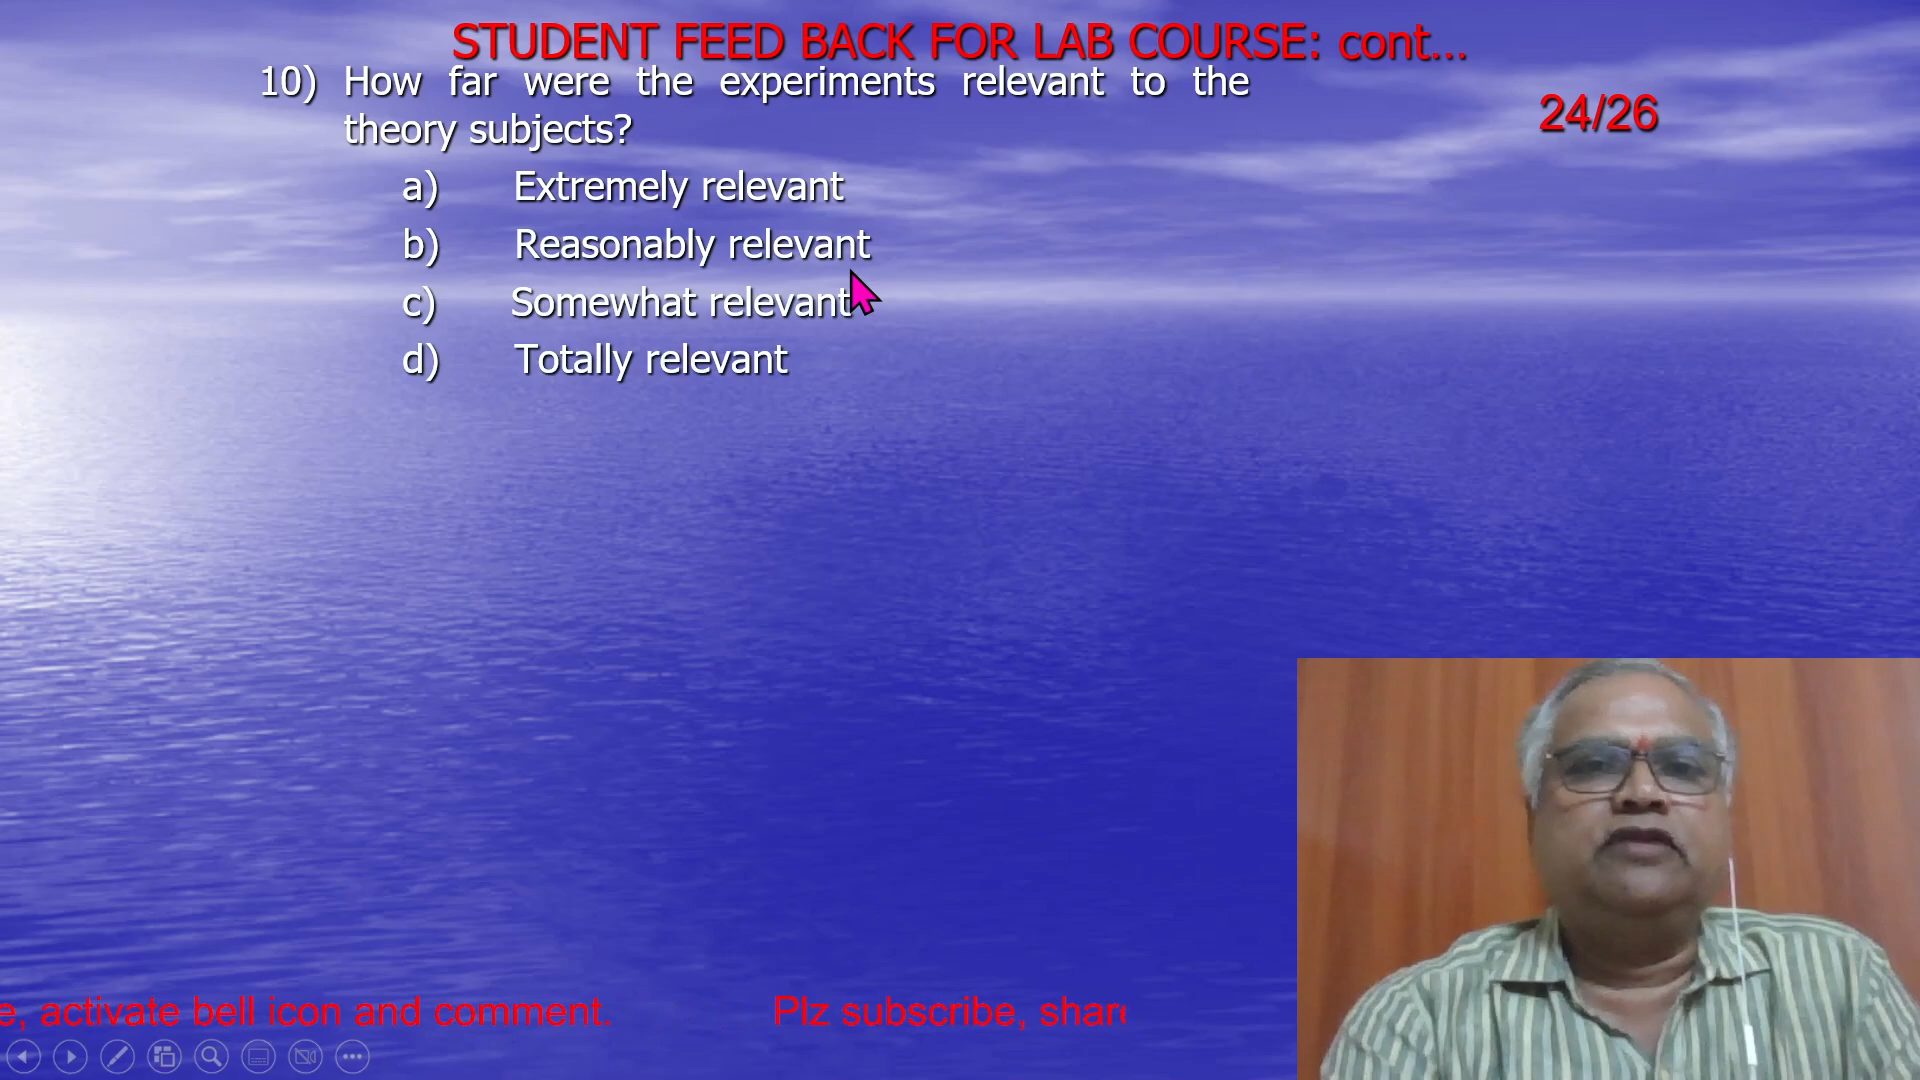 STUDENT FEED BACK FOR LAB COURSE: cont...
10) How far were the experiments relevant to the
theory subjects?
24/26
a) Extremely relevant
b) Reasonably relevant
c) Somewhat relevant
d) Totally relevant
e, activate bell icon and comment. Plz subscribe, share